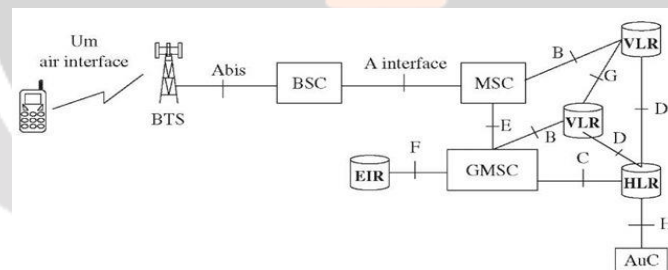 Um
air interface
BTS
Abis
BSC
A interface
MSC
B
VLR
G
VLR
D
D
E
B
F
EIR
GMSC
C
HLR
AuC